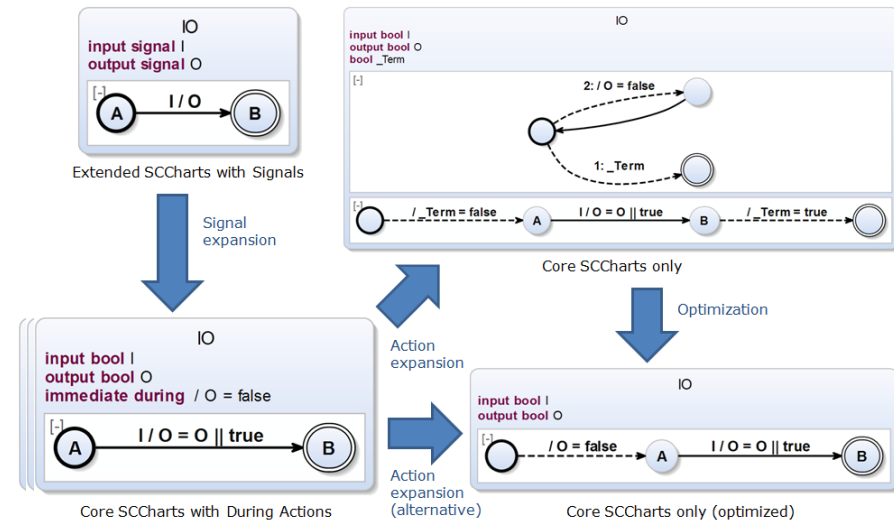 IO
input signal I
output signal O
[-]
I / O
A
B
Extended SCCharts with Signals
Signal
expansion
IO
input bool I
output bool O
bool _Term
[-]
2: / O = false
1: _Term
[-]
/ _Term = false
A
I / O = O || true
B
/ _Term = true
Core SCCharts only
Optimization
IO
input bool I
output bool O
immediate during / O = false
[-]
A
I / O = O || true
B
Core SCCharts with During Actions
Action
expansion
Action
expansion
(alternative)
IO
input bool I
output bool O
[-]
/ O = false
A
I / O = O || true
B
Core SCCharts only (optimized)